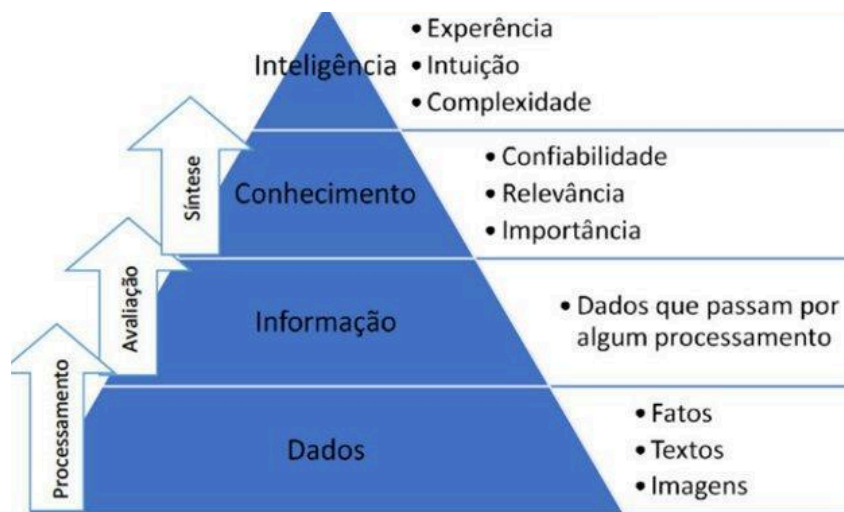 Inteligência
• Experência
• Intuição
• Complexidade
Síntese
Conhecimento
• Confiabilidade
• Relevância
• Importância
Avaliação
Informação
• Dados que passam por
algum processamento
Processamento
Dados
• Fatos
• Textos
• Imagens